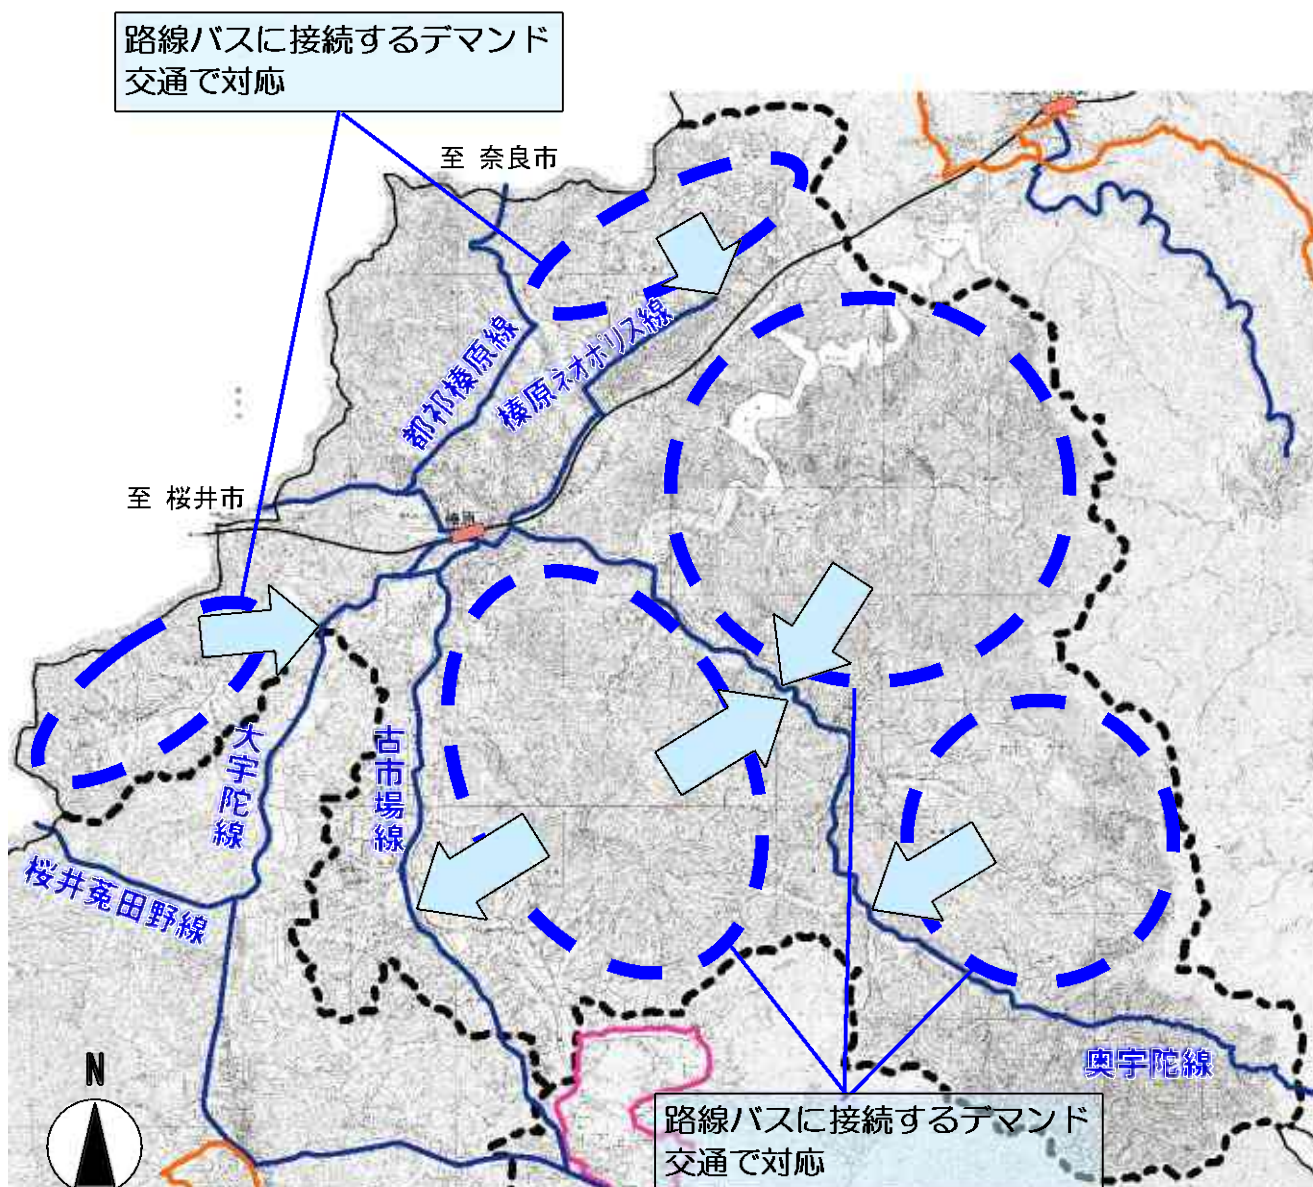 路線バスに接続するデマンド
交通で対応
至 奈良市
都祁榛原線
榛原ネオポリス線
至 桜井市
榛原
大宇陀線
古市場線
桜井菟田野線
奥宇陀線
N
路線バスに接続するデマンド
交通で対応